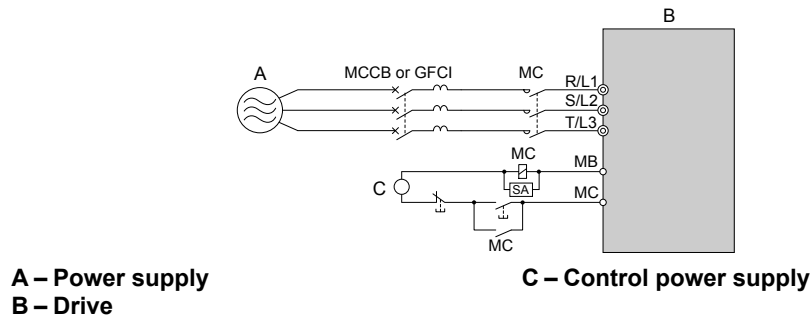 B
A
MCCB or GFCI
MC
R/L1
S/L2
T/L3
MC
MB
C
SA
MC
MC
A – Power supply
B – Drive
C – Control power supply